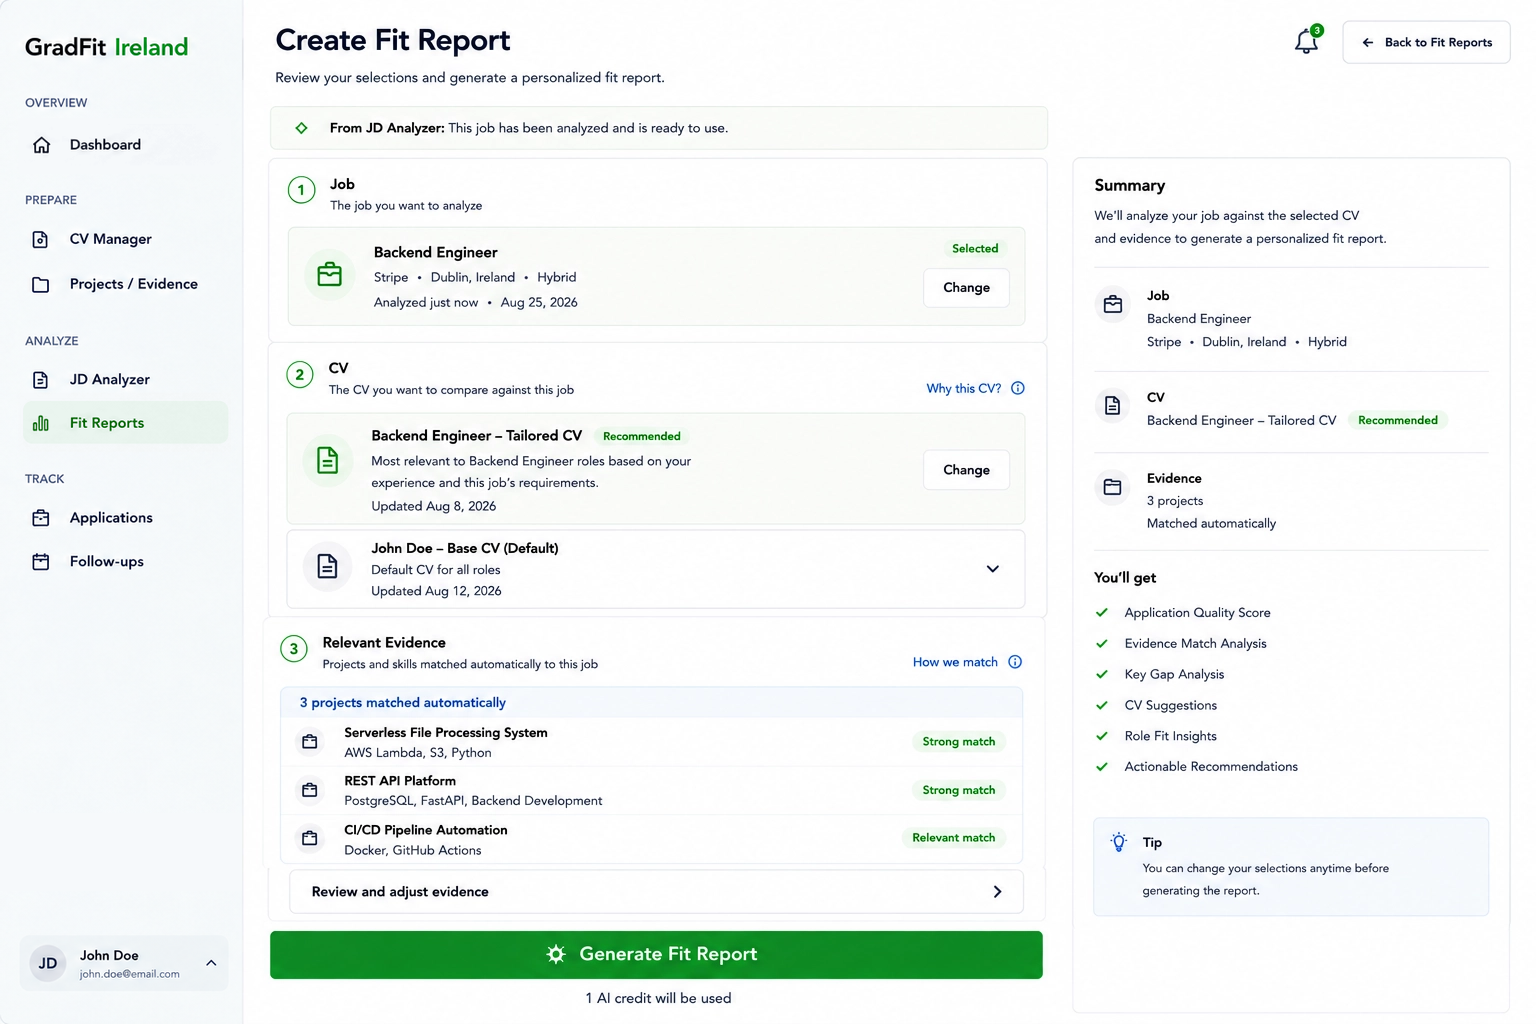 GradFit Ireland
OVERVIEW
Dashboard
PREPARE
CV Manager
Projects / Evidence
ANALYZE
JD Analyzer
Fit Reports
TRACK
Applications
Follow-ups
JD
John Doe
john.doe@email.com
Create Fit Report
Review your selections and generate a personalized fit report.
3
← Back to Fit Reports
From JD Analyzer: This job has been analyzed and is ready to use.
1
Job
The job you want to analyze
Backend Engineer
Stripe • Dublin, Ireland • Hybrid
Analyzed just now • Aug 25, 2026
Selected
Change
2
CV
The CV you want to compare against this job
Why this CV?
Backend Engineer – Tailored CV Recommended
Most relevant to Backend Engineer roles based on your
experience and this job's requirements.
Updated Aug 8, 2026
Change
John Doe – Base CV (Default)
Default CV for all roles
Updated Aug 12, 2026
3
Relevant Evidence
Projects and skills matched automatically to this job
How we match
3 projects matched automatically
Serverless File Processing System
AWS Lambda, S3, Python
Strong match
REST API Platform
PostgreSQL, FastAPI, Backend Development
Strong match
CI/CD Pipeline Automation
Docker, GitHub Actions
Relevant match
Review and adjust evidence
Generate Fit Report
1 AI credit will be used
Summary
We'll analyze your job against the selected CV
and evidence to generate a personalized fit report.
Job
Backend Engineer
Stripe • Dublin, Ireland • Hybrid
CV
Backend Engineer – Tailored CV Recommended
Evidence
3 projects
Matched automatically
You'll get
Application Quality Score
Evidence Match Analysis
Key Gap Analysis
CV Suggestions
Role Fit Insights
Actionable Recommendations
Tip
You can change your selections anytime before
generating the report.